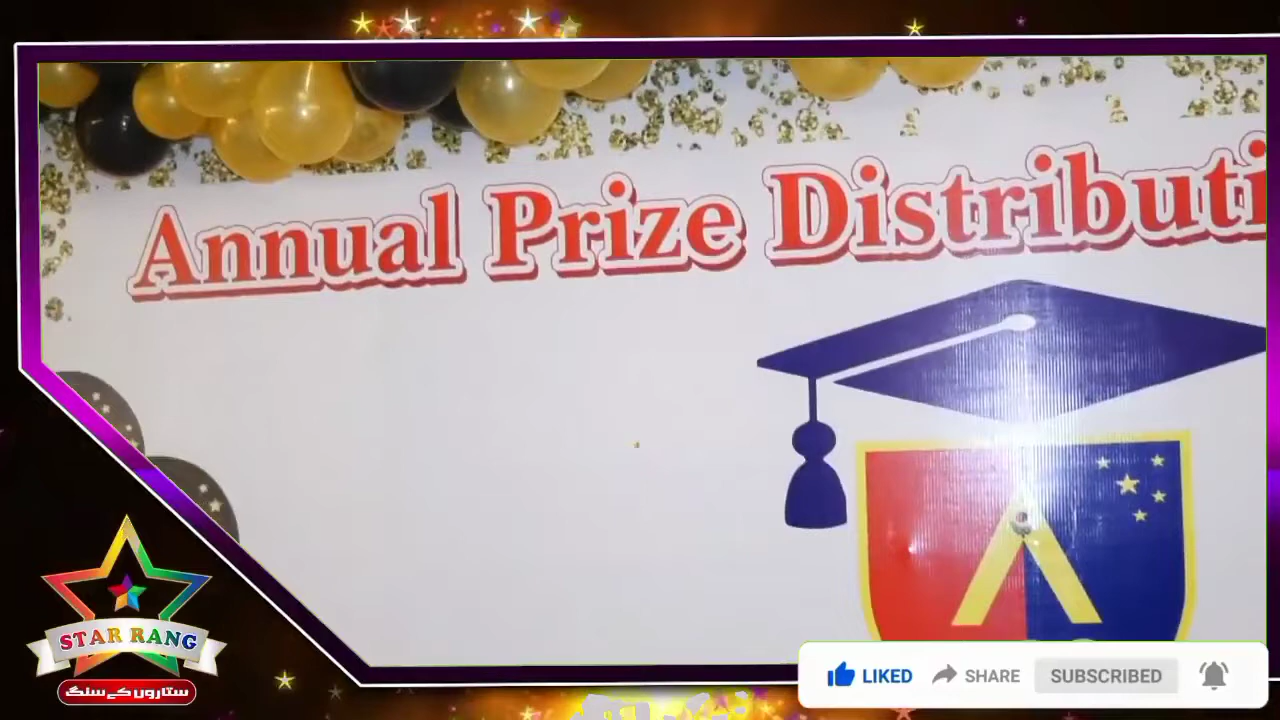 Annual Prize Distributi
STAR RANG
ستاروں کے سنگ
LIKED SHARE SUBSCRIBED